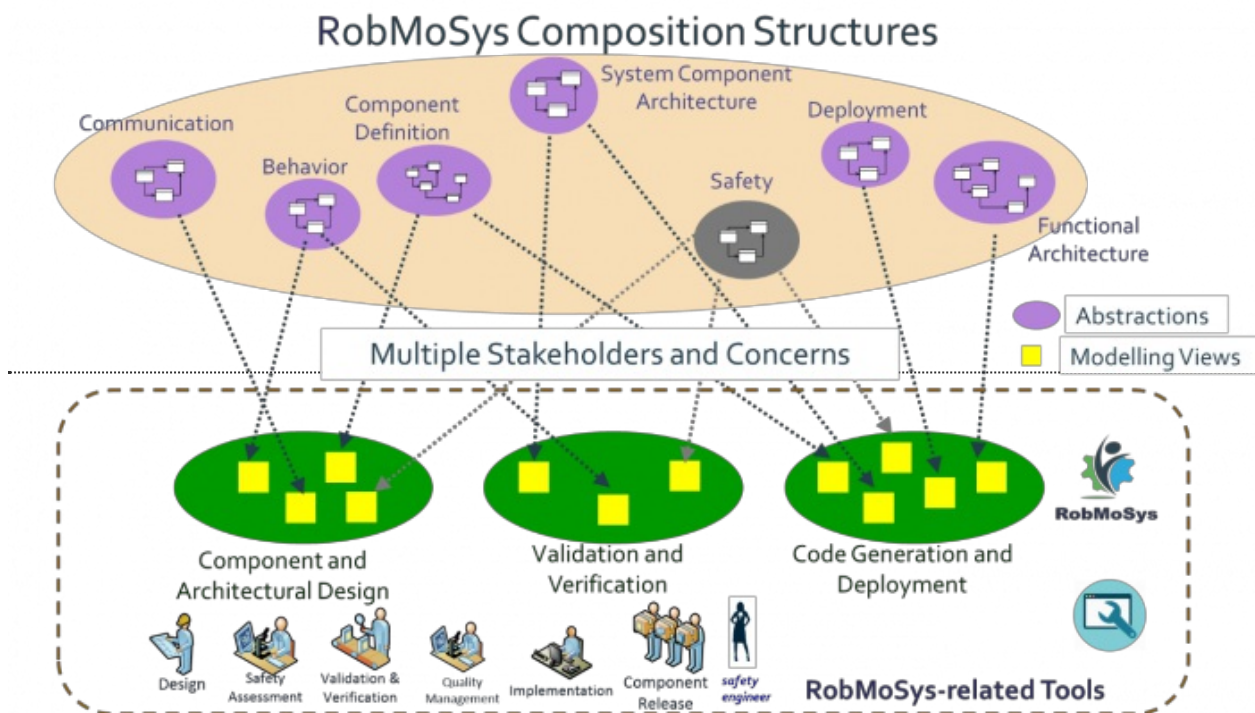 RobMoSys Composition Structures
System Component
Architecture
Component
Definition
Deployment
Communication
Behavior
Safety
Functional
Architecture
Abstractions
Multiple Stakeholders and Concerns
Modelling Views
RobMoSys
Component and
Architectural Design
Validation and
Verification
Code Generation and
Deployment
Design
Safety
Assessment
Validation &
Verification
Quality
Management
Implementation
Component
Release
safety
engineer
RobMoSys-related Tools